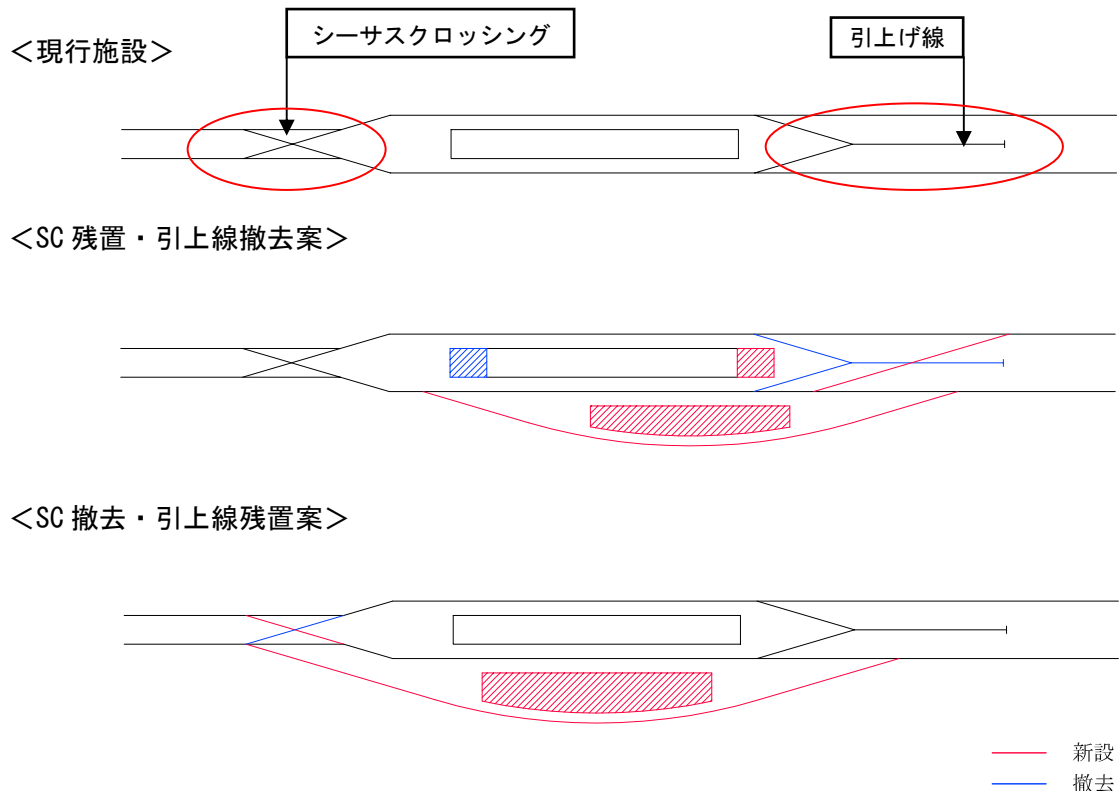 シーサスクロッシング
引上げ線
＜現行施設＞
＜SC 残置・引上線撤去案＞
＜SC 撤去・引上線残置案＞
新設
撤去